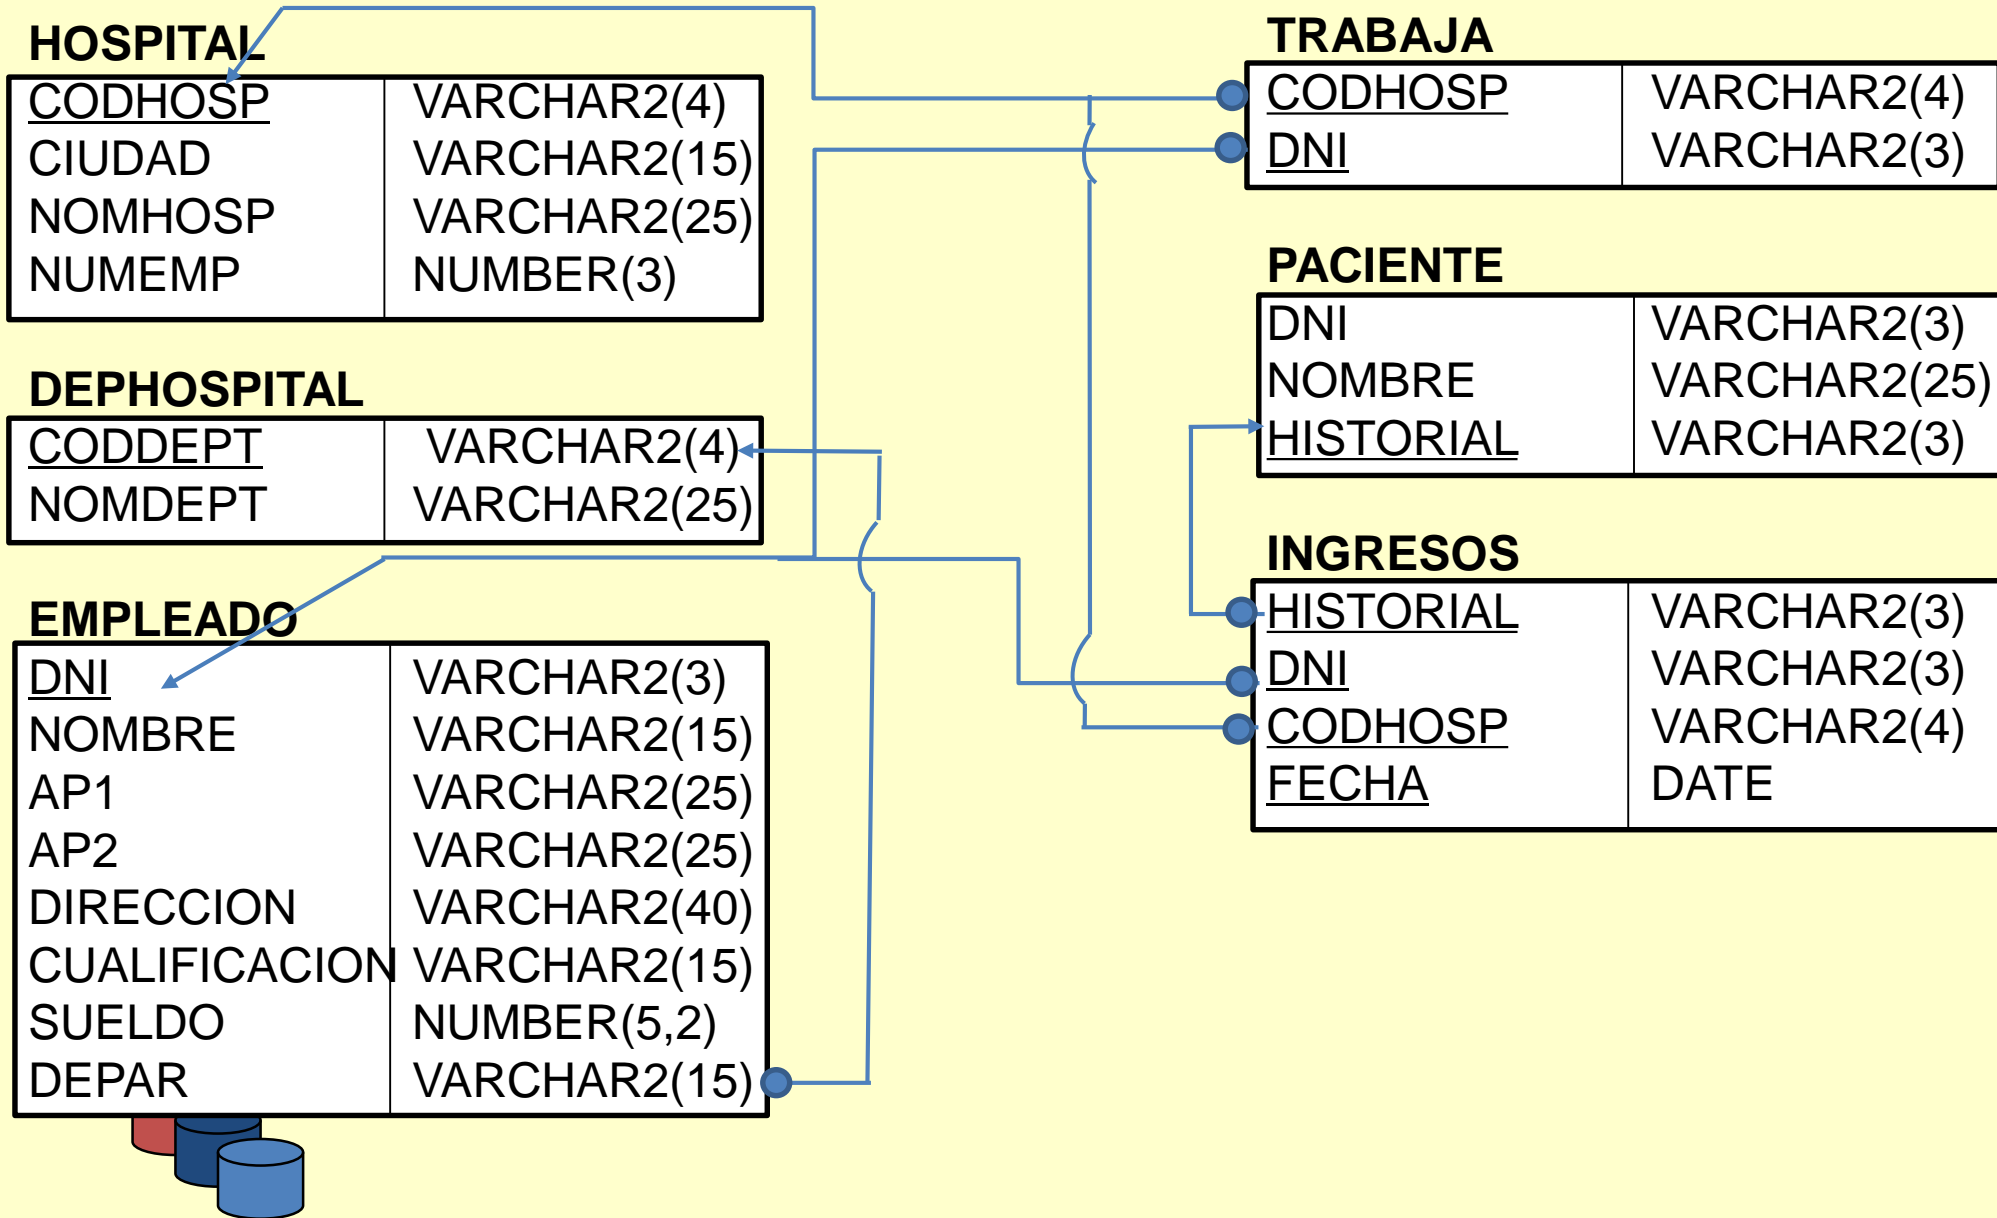 HOSPITAL
CODHOSP VARCHAR2(4)
CIUDAD VARCHAR2(15)
NOMHOSP VARCHAR2(25)
NUMEMP NUMBER(3)
DEPHOSPITAL
CODDEPT VARCHAR2(4)
NOMDEPT VARCHAR2(25)
EMPLEADO
DNI VARCHAR2(3)
NOMBRE VARCHAR2(15)
AP1 VARCHAR2(25)
AP2 VARCHAR2(25)
DIRECCION VARCHAR2(40)
CUALIFICACION VARCHAR2(15)
SUELDO NUMBER(5,2)
DEPAR VARCHAR2(15)
TRABAJA
CODHOSP VARCHAR2(4)
DNI VARCHAR2(3)
PACIENTE
DNI VARCHAR2(3)
NOMBRE VARCHAR2(25)
HISTORIAL VARCHAR2(3)
INGRESOS
HISTORIAL VARCHAR2(3)
DNI VARCHAR2(3)
CODHOSP VARCHAR2(4)
FECHA DATE